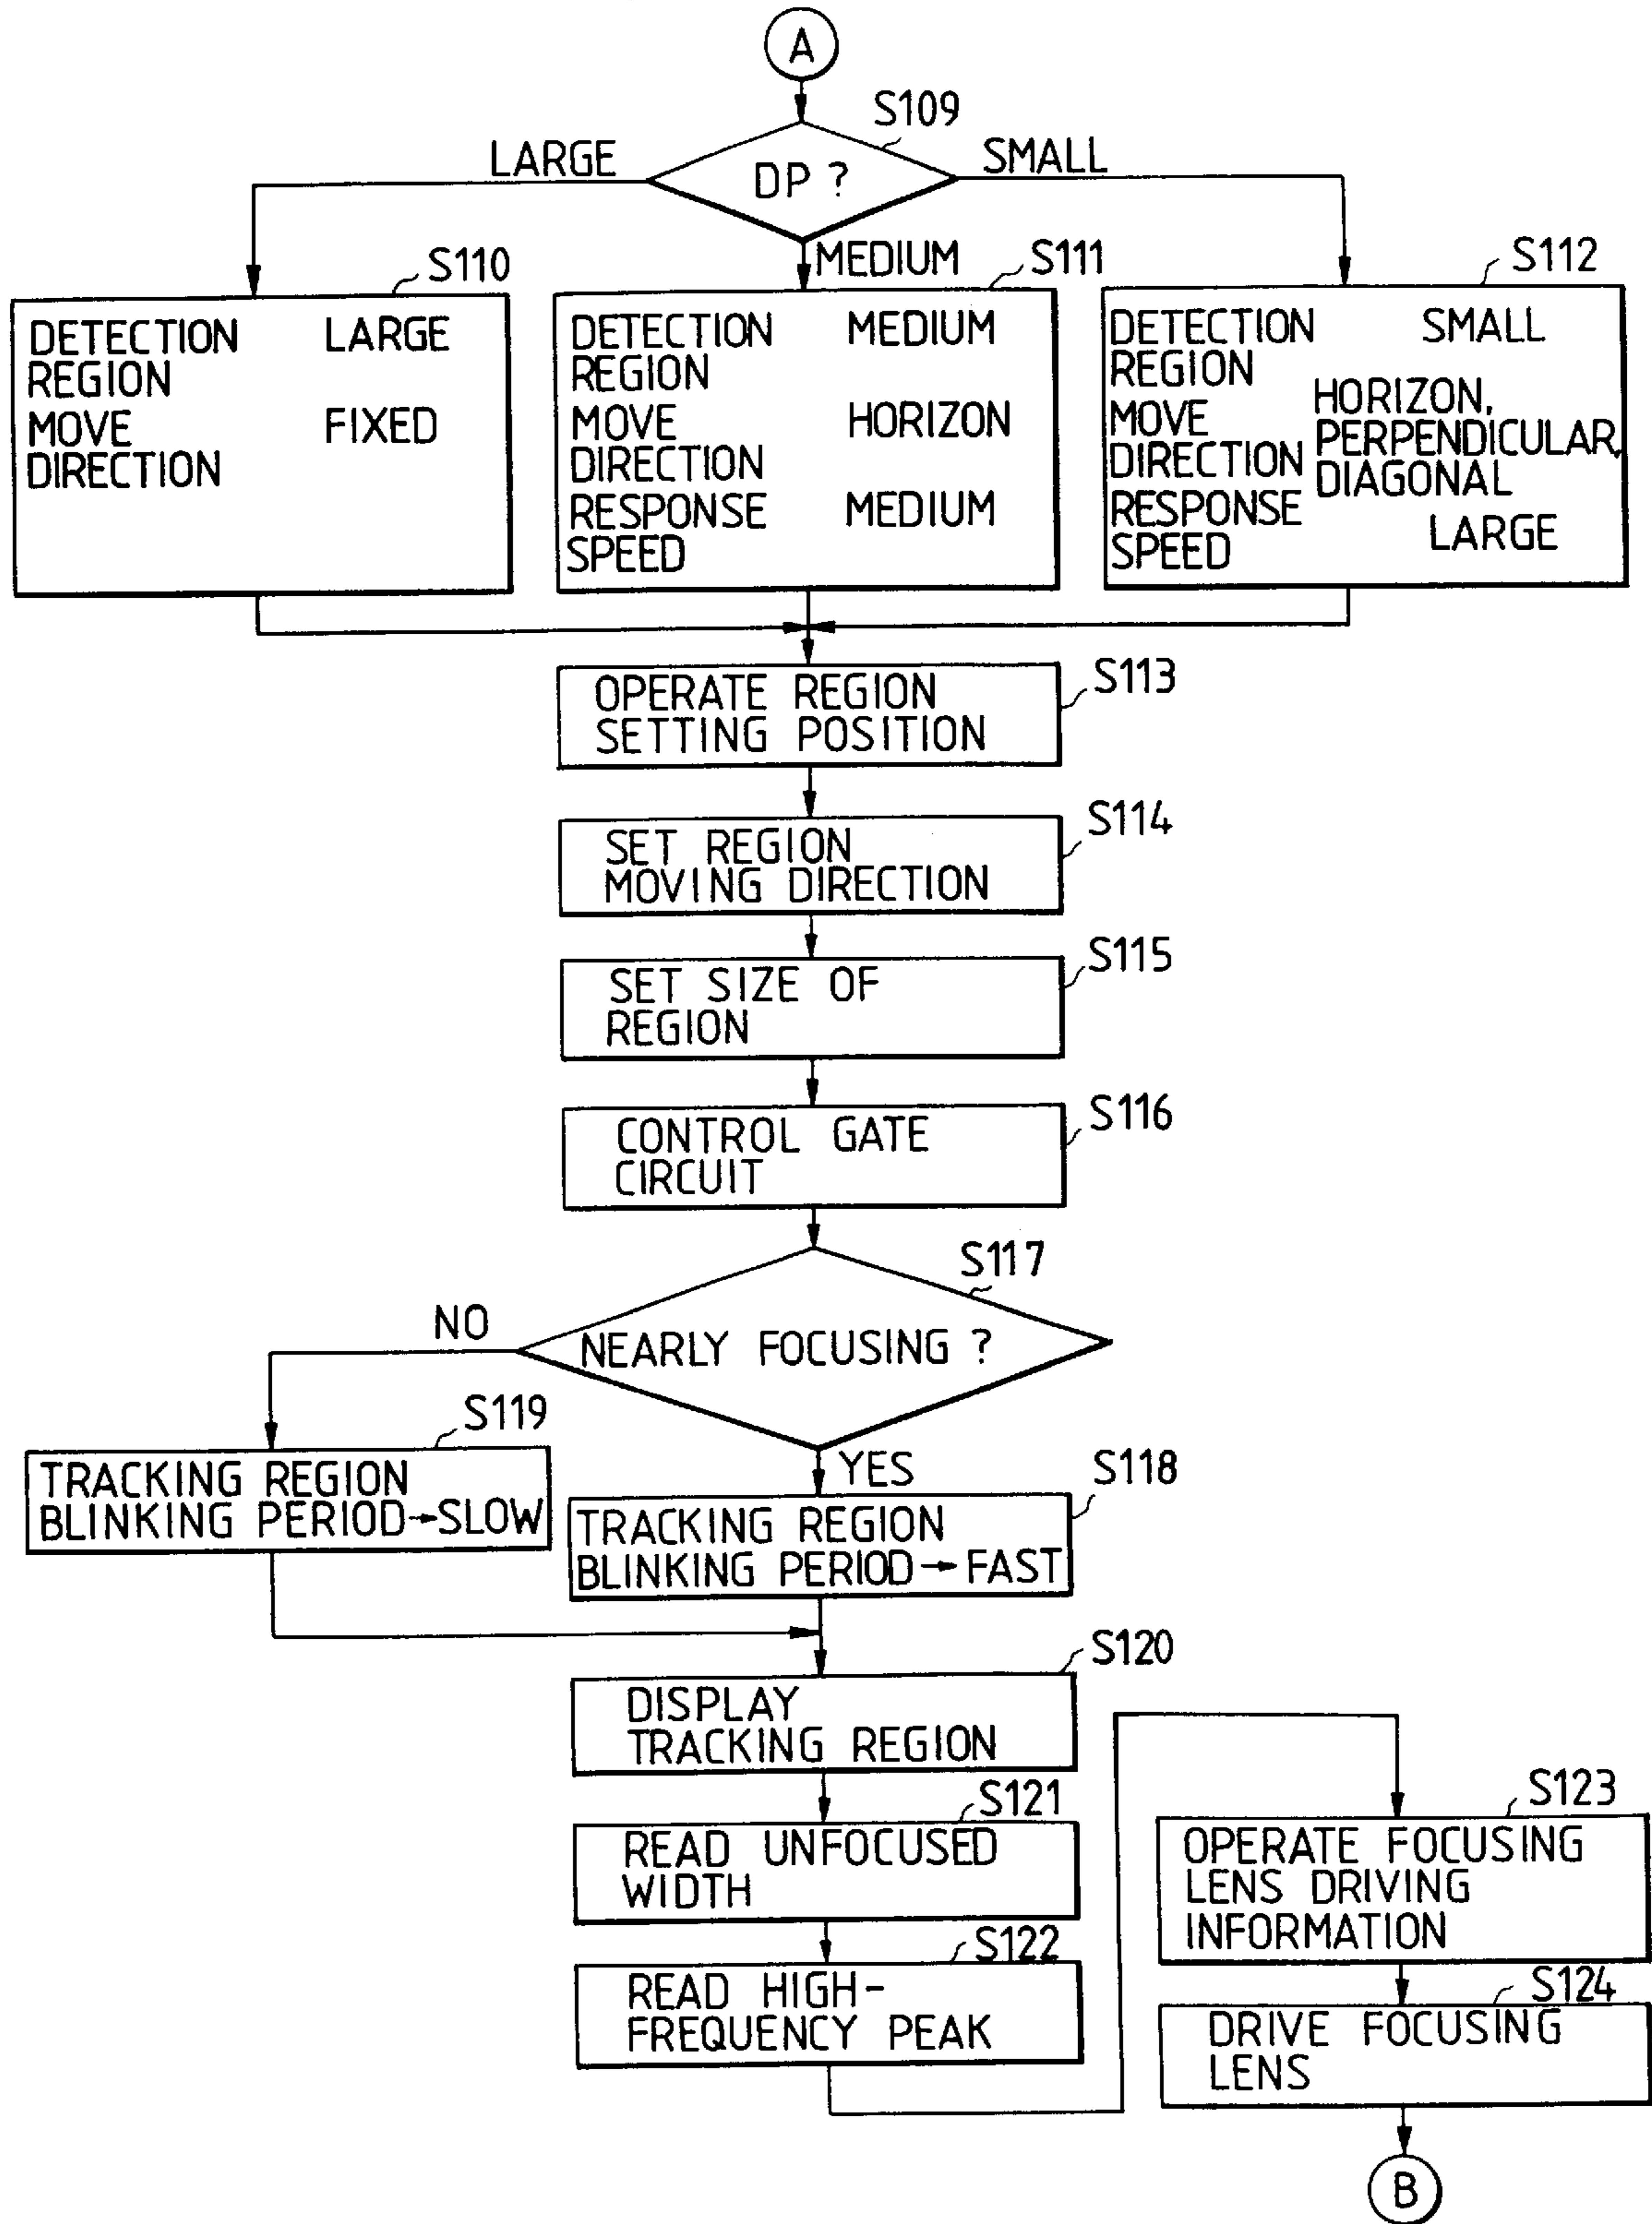 A
S109
LARGE
DP ?
SMALL
MEDIUM
S110
DETECTION LARGE
REGION
MOVE FIXED
DIRECTION
S111
DETECTION MEDIUM
REGION
MOVE HORIZON
DIRECTION
RESPONSE MEDIUM
SPEED
S112
DETECTION SMALL
REGION
HORIZON,
MOVE PERPENDICULAR,
DIRECTION DIAGONAL
RESPONSE
SPEED LARGE
S113
OPERATE REGION
SETTING POSITION
S114
SET REGION
MOVING DIRECTION
S115
SET SIZE OF
REGION
S116
CONTROL GATE
CIRCUIT
S117
NO
NEARLY FOCUSING ?
S119
YES
TRACKING REGION
BLINKING PERIOD→SLOW
S118
TRACKING REGION
BLINKING PERIOD→FAST
S120
DISPLAY
TRACKING REGION
S121
READ UNFOCUSED
WIDTH
S122
READ HIGH-
FREQUENCY PEAK
S123
OPERATE FOCUSING
LENS DRIVING
INFORMATION
S124
DRIVE FOCUSING
LENS
B